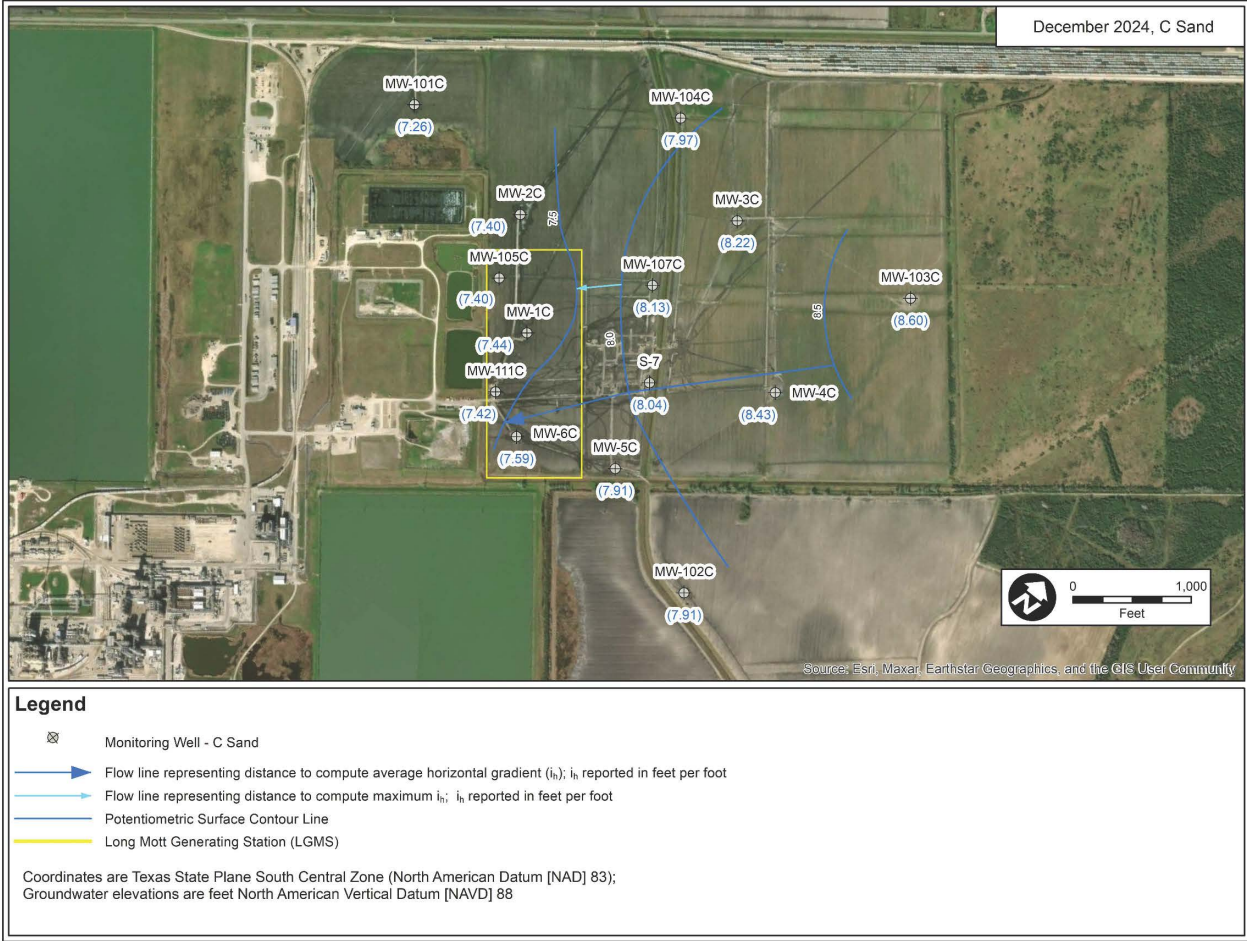 December 2024, C Sand
MW-101C
(7.26)
MW-104C
(7.97)
MW-2C
(7.40)
7.5
MW-3C
(8.22)
MW-105C
(7.40)
MW-107C
(8.13)
MW-103C
(8.60)
MW-1C
(7.44)
8.0
8.5
MW-111C
(7.42)
S-7
(8.04)
MW-4C
(8.43)
MW-6C
(7.59)
MW-5C
(7.91)
MW-102C
(7.91)
N
0 1,000
Feet
Source: Esri, Maxar, Earthstar Geographics, and the GIS User Community
Legend
Monitoring Well - C Sand
Flow line representing distance to compute average horizontal gradient (iₕ); iₕ reported in feet per foot
Flow line representing distance to compute maximum iₕ; iₕ reported in feet per foot
Potentiometric Surface Contour Line
Long Mott Generating Station (LGMS)
Coordinates are Texas State Plane South Central Zone (North American Datum [NAD] 83);
Groundwater elevations are feet North American Vertical Datum [NAVD] 88